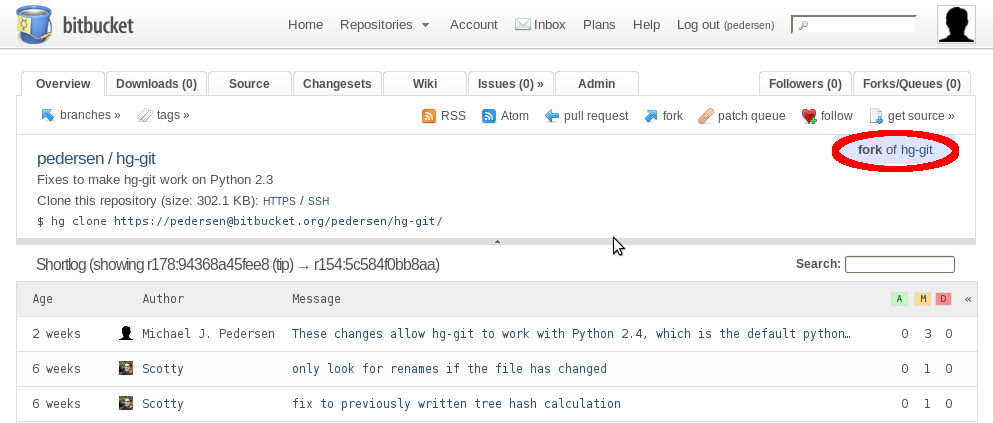 bitbucket
Home Repositories Account Inbox Plans Help Log out (pedersen)
Overview Downloads (0) Source Changesets Wiki Issues (0) » Admin Followers (0) Forks/Queues (0)
branches » tags » RSS Atom pull request fork patch queue follow get source »
fork of hg-git
pedersen / hg-git
Fixes to make hg-git work on Python 2.3
Clone this repository (size: 302.1 KB): HTTPS / SSH
$ hg clone https://pedersen@bitbucket.org/pedersen/hg-git/
Shortlog (showing r178:94368a45fee8 (tip) → r154:5c584f0bb8aa) Search:
Age Author Message A M D «
2 weeks Michael J. Pedersen These changes allow hg-git to work with Python 2.4, which is the default python… 0 3 0
6 weeks Scotty only look for renames if the file has changed 0 1 0
6 weeks Scotty fix to previously written tree hash calculation 0 1 0